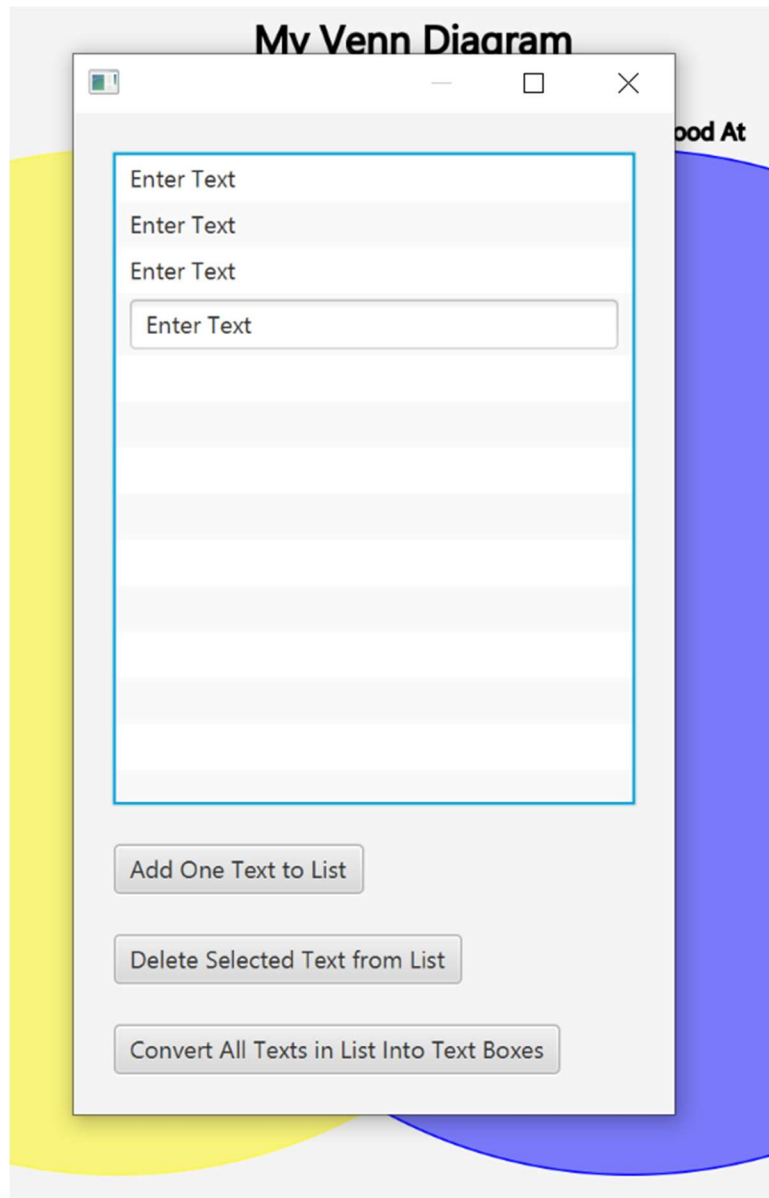 My Venn Diagram
ood At
Enter Text
Enter Text
Enter Text
Enter Text
Add One Text to List
Delete Selected Text from List
Convert All Texts in List Into Text Boxes